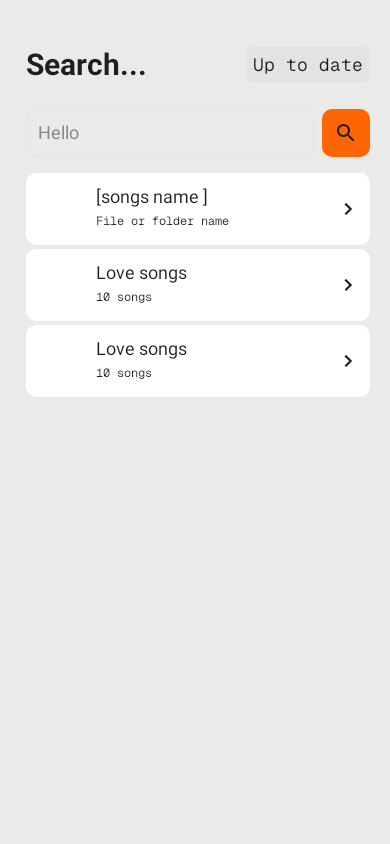 Search...
Up to date
Hello
[songs name ]
File or folder name
Love songs
10 songs
Love songs
10 songs